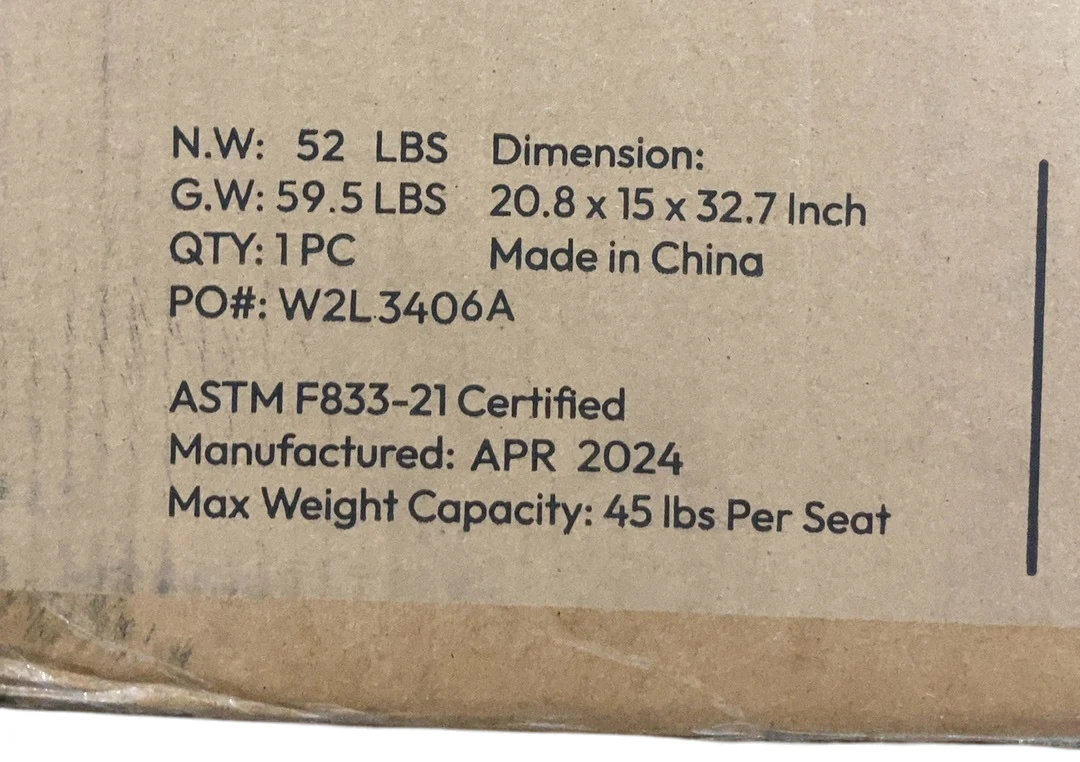 N.W: 52 LBS
G.W: 59.5 LBS
QTY: 1 PC
PO#: W2L3406A
Dimension:
20.8 x 15 x 32.7 Inch
Made in China
ASTM F833-21 Certified
Manufactured: APR 2024
Max Weight Capacity: 45 lbs Per Seat